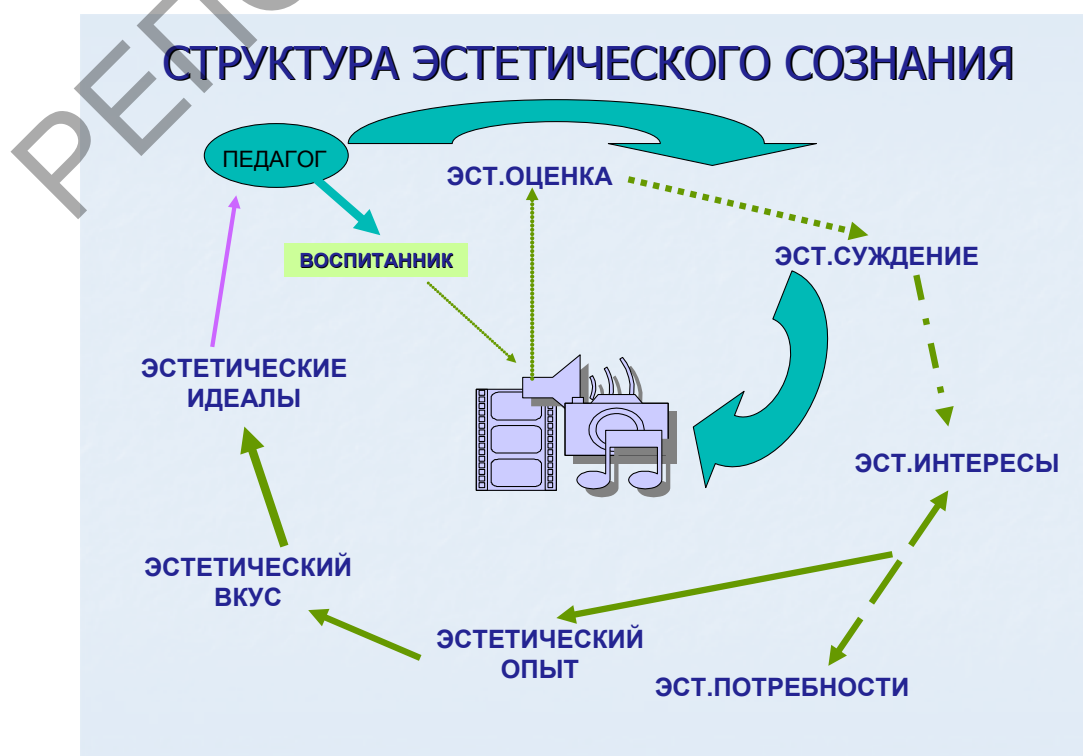 СТРУКТУРА ЭСТЕТИЧЕСКОГО СОЗНАНИЯ
ПЕДАГОГ
ЭСТ.ОЦЕНКА
ВОСПИТАННИК
ЭСТ.СУЖДЕНИЕ
ЭСТЕТИЧЕСКИЕ
ИДЕАЛЫ
ЭСТ.ИНТЕРЕСЫ
ЭСТЕТИЧЕСКИЙ
ВКУС
ЭСТЕТИЧЕСКИЙ
ОПЫТ
ЭСТ.ПОТРЕБНОСТИ